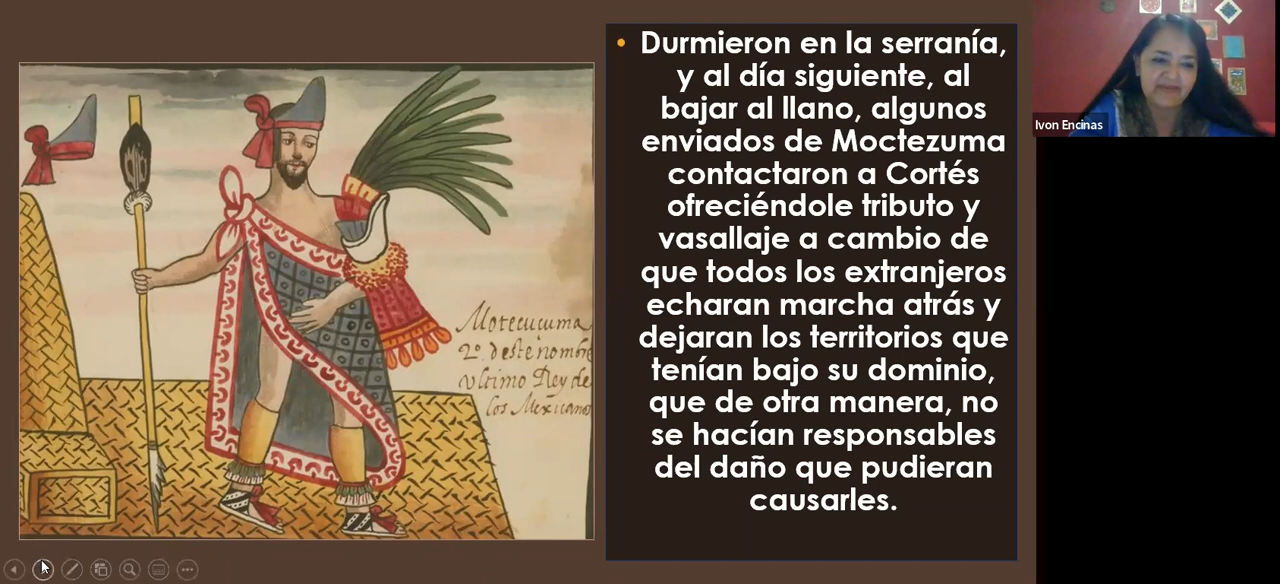 Durmieron en la serranía,
y al día siguiente, al
bajar al llano, algunos
enviados de Moctezuma
contactaron a Cortés
ofreciéndole tributo y
vasallaje a cambio de
que todos los extranjeros
echaran marcha atrás y
dejaran los territorios que
tenían bajo su dominio,
que de otra manera, no
se hacían responsables
del daño que pudieran
causarles.
Motecucuma
2º. deste nombre
vltimo Rey de
los Mexicanos
Ivon Encinas